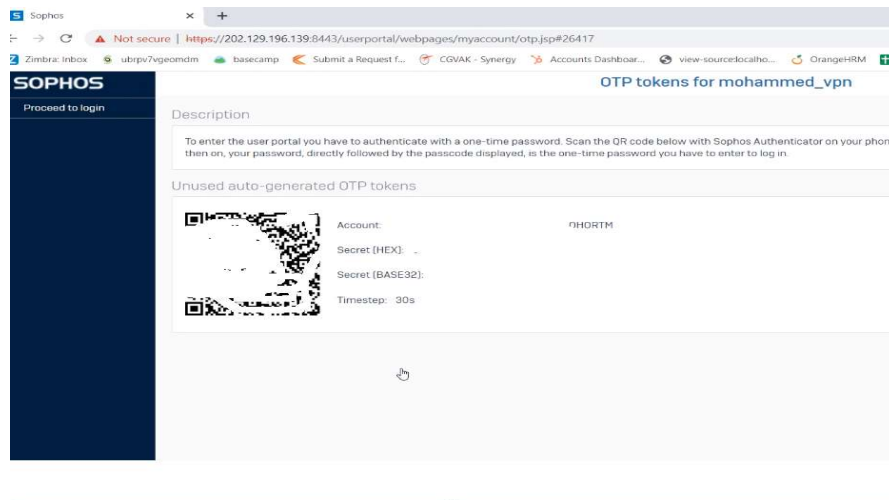 Sophos
Not secure | https://202.129.196.139:8443/userportal/webpages/myaccount/otp.jsp#26417
Zimbra: Inbox ubrpv7vgeomdm basecamp Submit a Request f... CGVAK - Synergy Accounts Dashboar... view-source:localho... OrangeHRM
SOPHOS
OTP tokens for mohammed_vpn
Proceed to login
Description
To enter the user portal you have to authenticate with a one-time password. Scan the QR code below with Sophos Authenticator on your phon
then on, your password, directly followed by the passcode displayed, is the one-time password you have to enter to log in.
Unused auto-generated OTP tokens
Account: HORTM
Secret (HEX):
Secret (BASE32):
Timestep: 30s